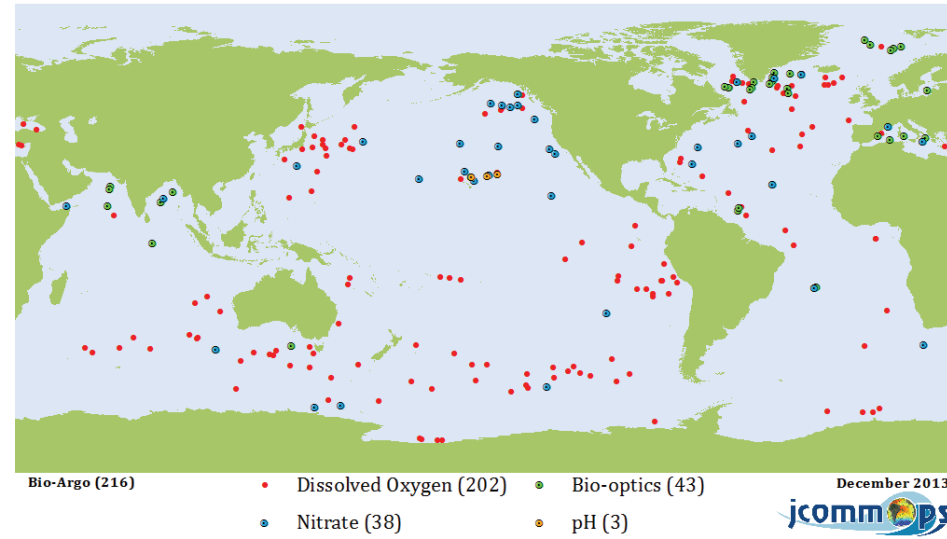 Bio-Argo (216)
Dissolved Oxygen (202)
Bio-optics (43)
December 2013
Nitrate (38)
pH (3)
jcommops